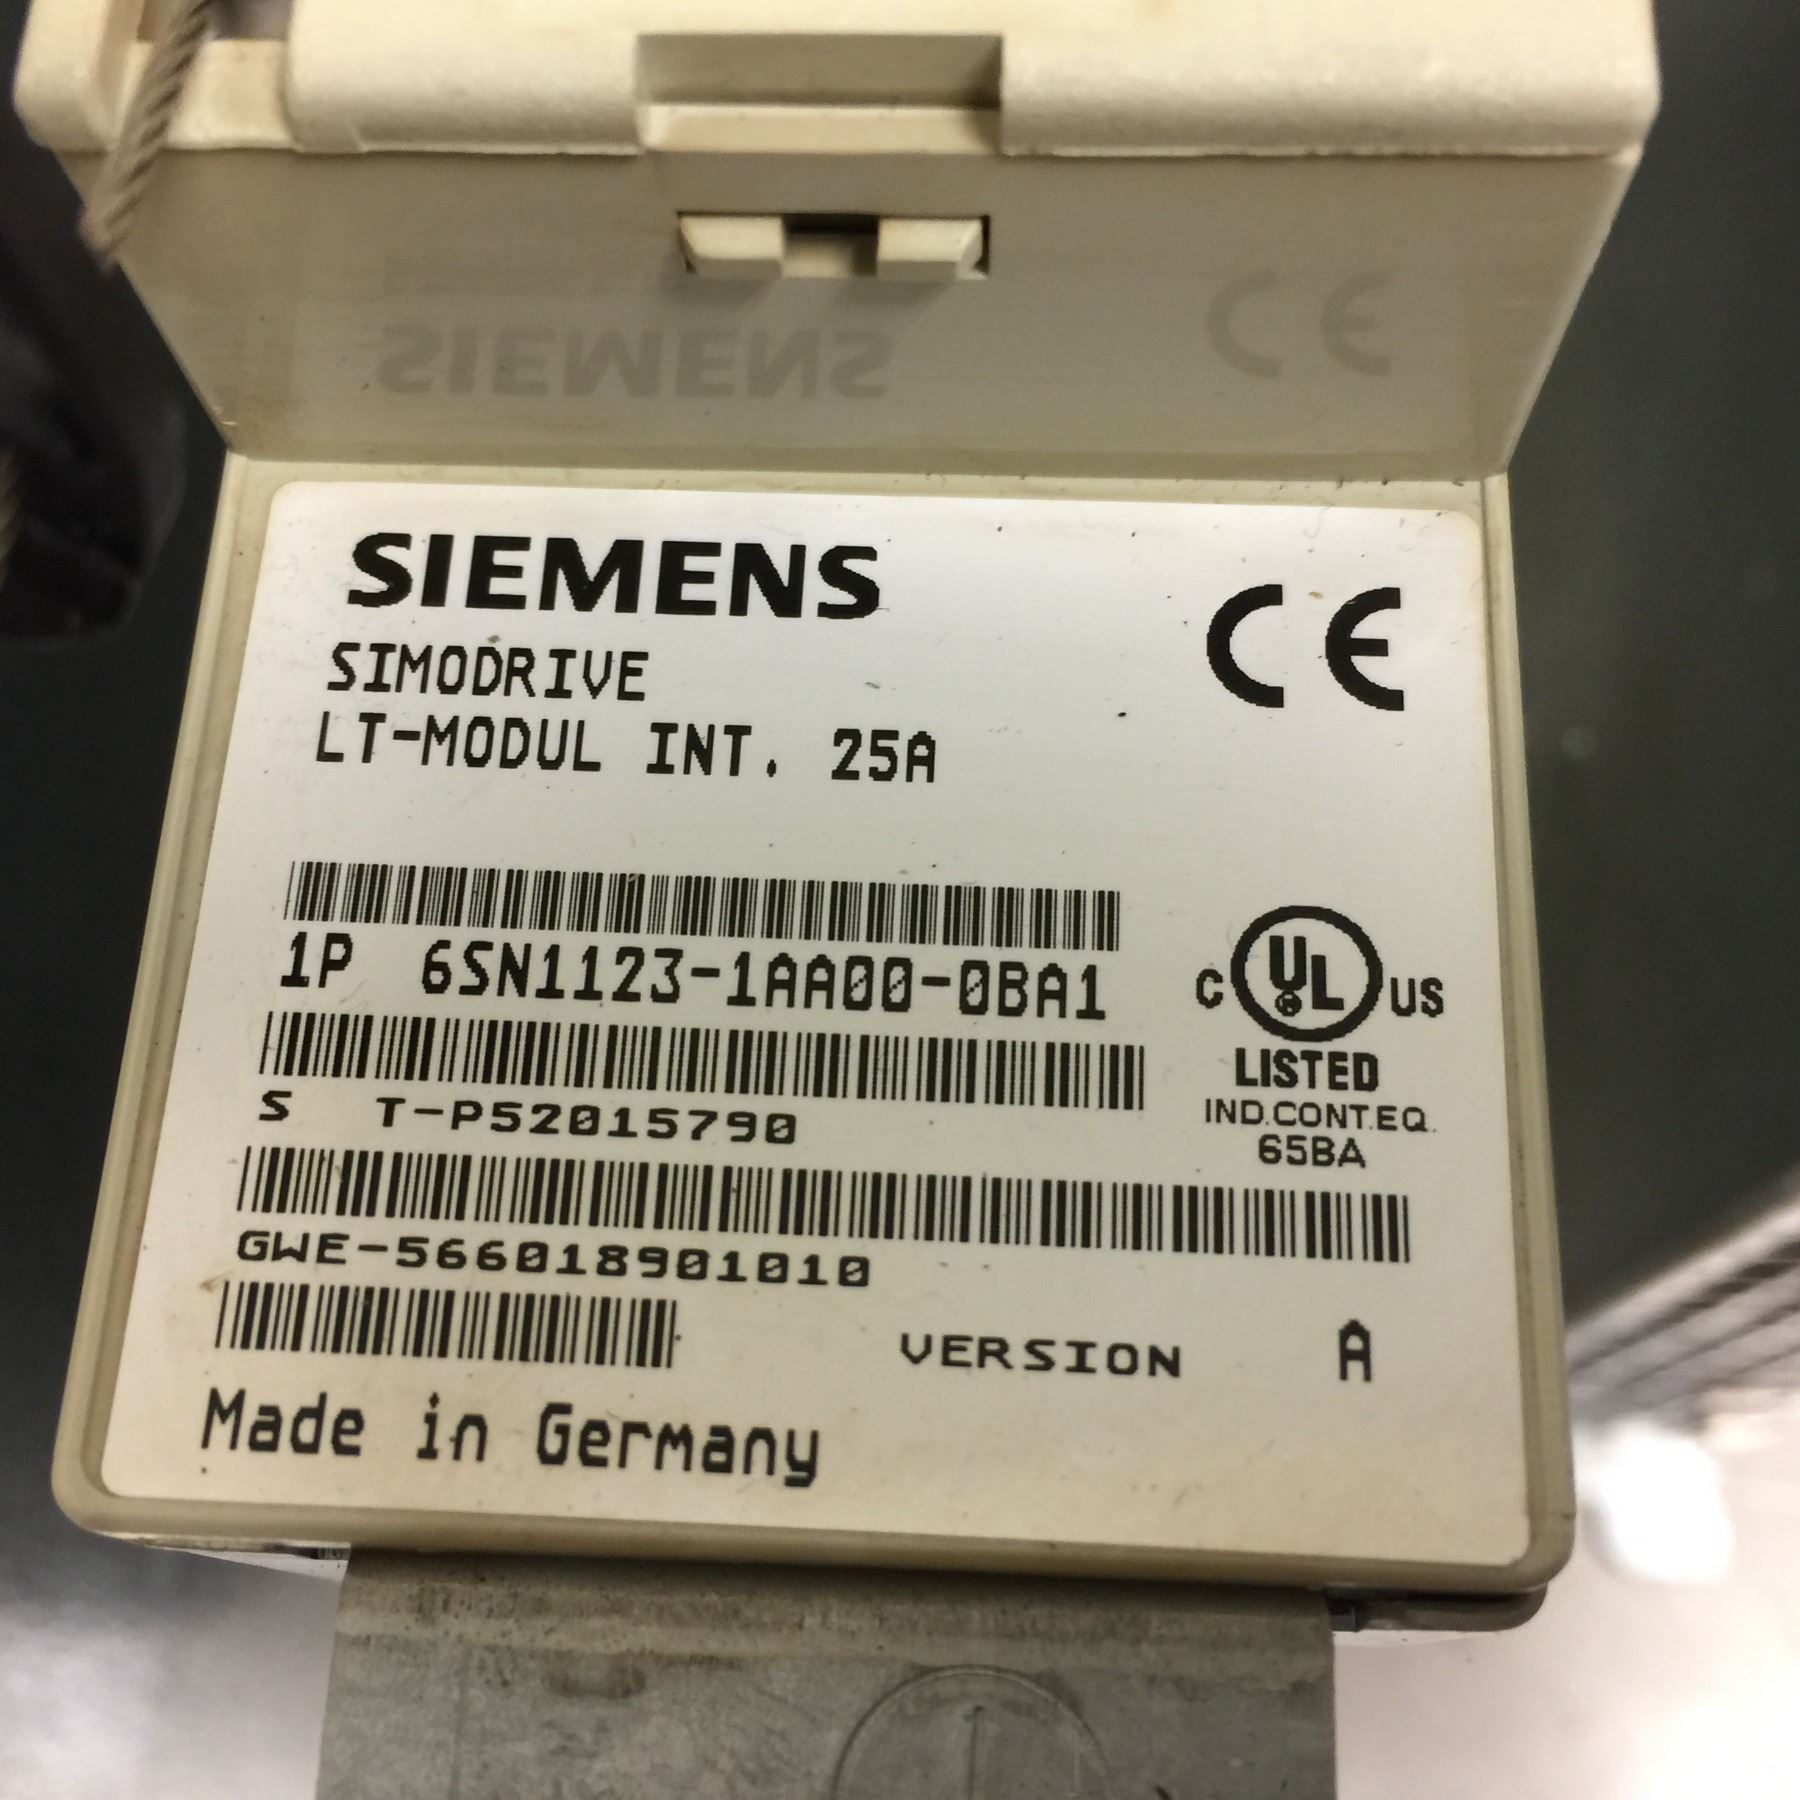 SIEMENS
CE
SIMODRIVE
LT-MODUL INT. 25A
1P 6SN1123-1AA00-0BA1
C UL US
®
LISTED
IND.CONT.EQ.
65BA
S T-P52015790
GWE-566018901010
VERSION A
Made in Germany